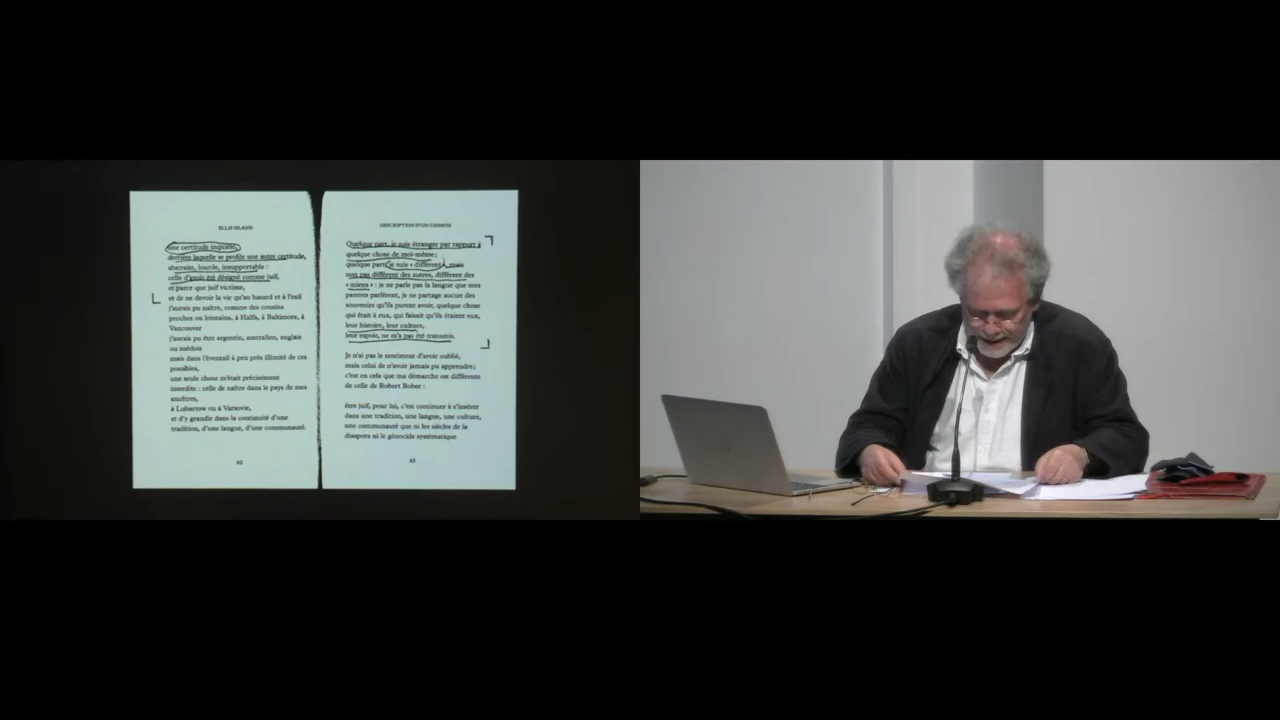 ELLIS ISLAND
une certitude inquiète,
derrière laquelle se profile une autre certitude,
abstraite, lourde, insupportable :
celle d'avoir été désigné comme juif,
et parce que juif victime,
et de ne devoir la vie qu'au hasard et à l'exil
j'aurais pu naître, comme des cousins
proches ou lointains, à Haïfa, à Baltimore, à
Vancouver
j'aurais pu être argentin, australien, anglais
ou suédois
mais dans l'éventail à peu près illimité de ces
possibles,
une seule chose m'était précisément
interdite : celle de naître dans le pays de mes
ancêtres,
à Lubartow ou à Varsovie,
et d'y grandir dans la continuité d'une
tradition, d'une langue, d'une communauté.
62
DESCRIPTION D'UN CHEMIN
Quelque part, je suis étranger par rapport à
quelque chose de moi-même ;
quelque part je suis « différent », mais
non pas différent des autres, différent des
« miens » : je ne parle pas la langue que mes
parents parlèrent, je ne partage aucun des
souvenirs qu'ils purent avoir, quelque chose
qui était à eux, qui faisait qu'ils étaient eux,
leur histoire, leur culture,
leur espoir, ne m'a pas été transmis.
Je n'ai pas le sentiment d'avoir oublié,
mais celui de n'avoir jamais pu apprendre ;
c'est en cela que ma démarche est différente
de celle de Robert Bober :
être juif, pour lui, c'est continuer à s'insérer
dans une tradition, une langue, une culture,
une communauté que ni les siècles de la
diaspora ni le génocide systématique
63